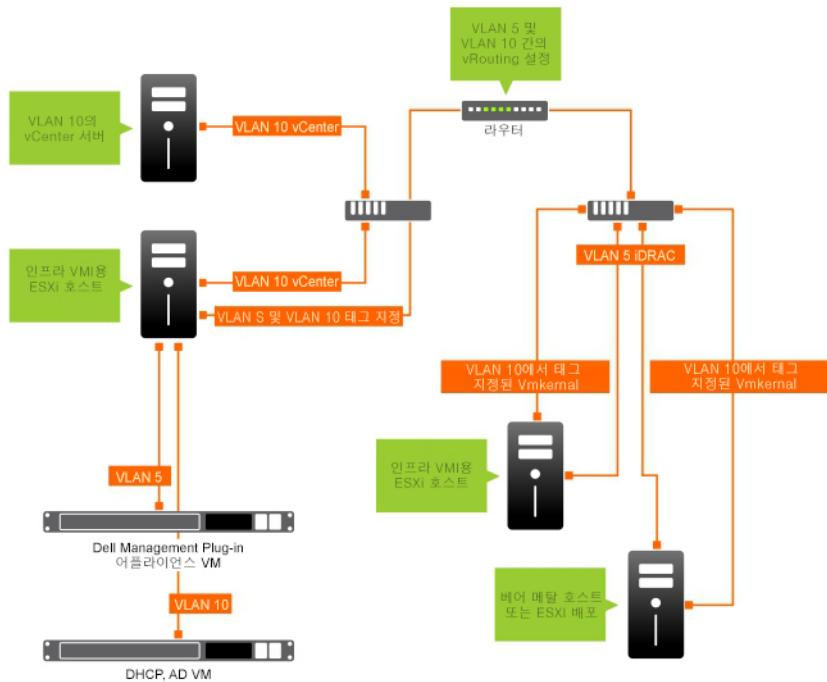 VLAN 5 및
VLAN 10 간의
vRouting 설정
라우터
VLAN 10의
vCenter 서버
VLAN 10 vCenter
인프라 VMI용
ESXi 호스트
VLAN 10 vCenter
VLAN S 및 VLAN 10 태그 지정
VLAN 5 iDRAC
VLAN 10에서 태그
지정된 Vmkernal
VLAN 10에서 태그
지정된 Vmkernal
인프라 VMI용
ESXi 호스트
VLAN 5
Dell Management Plug-in
어플라이언스 VM
베어 메탈 호스트
또는 ESXI 배포
VLAN 10
DHCP, AD VM